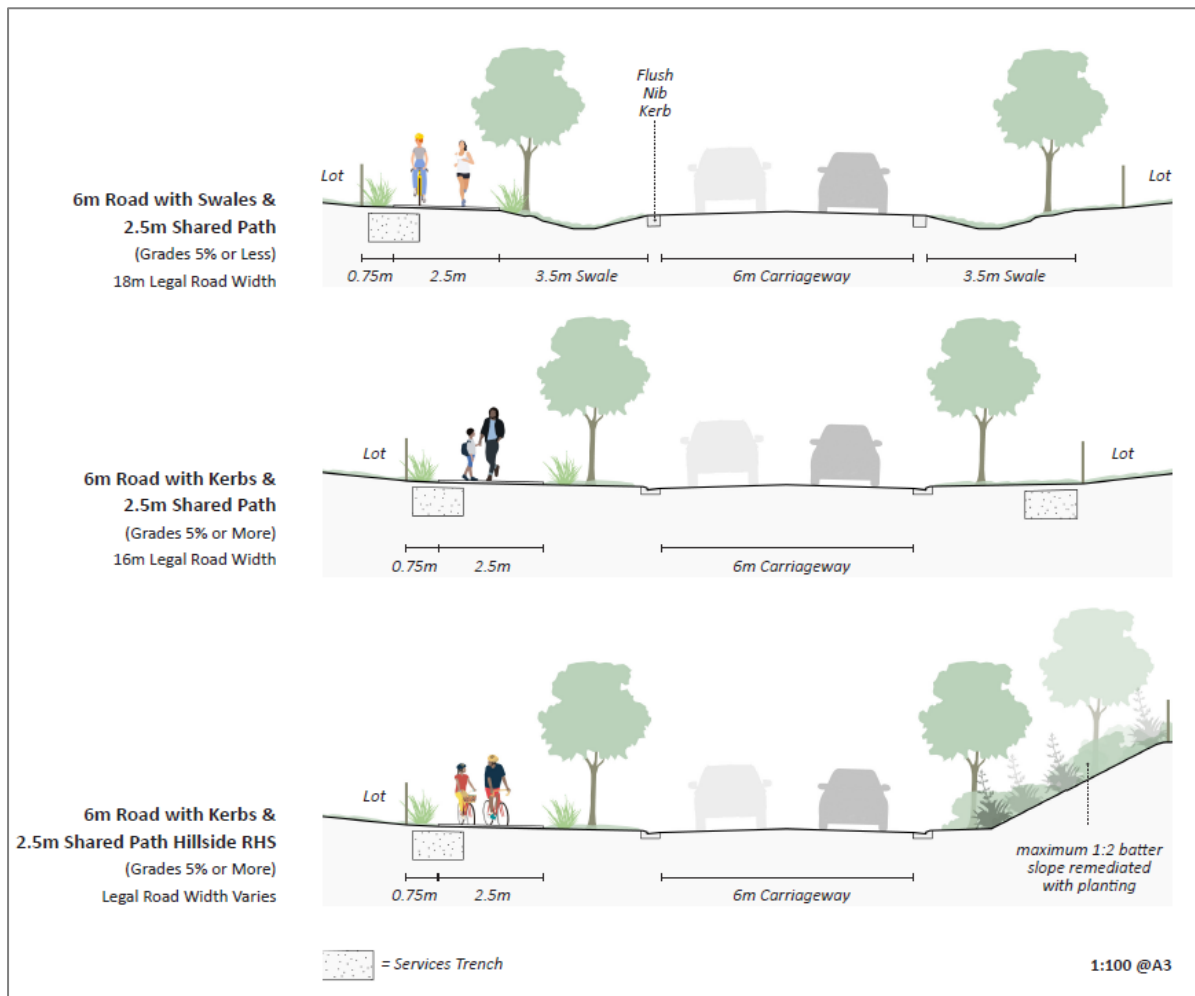 Flush
Nib
Kerb
Lot
Lot
6m Road with Swales &
2.5m Shared Path
(Grades 5% or Less)
18m Legal Road Width
0.75m
2.5m
3.5m Swale
6m Carriageway
3.5m Swale
Lot
Lot
6m Road with Kerbs &
2.5m Shared Path
(Grades 5% or More)
16m Legal Road Width
0.75m
2.5m
6m Carriageway
Lot
6m Road with Kerbs &
2.5m Shared Path Hillside RHS
(Grades 5% or More)
Legal Road Width Varies
maximum 1:2 batter
slope remediated
with planting
0.75m
2.5m
6m Carriageway
= Services Trench
1:100 @A3